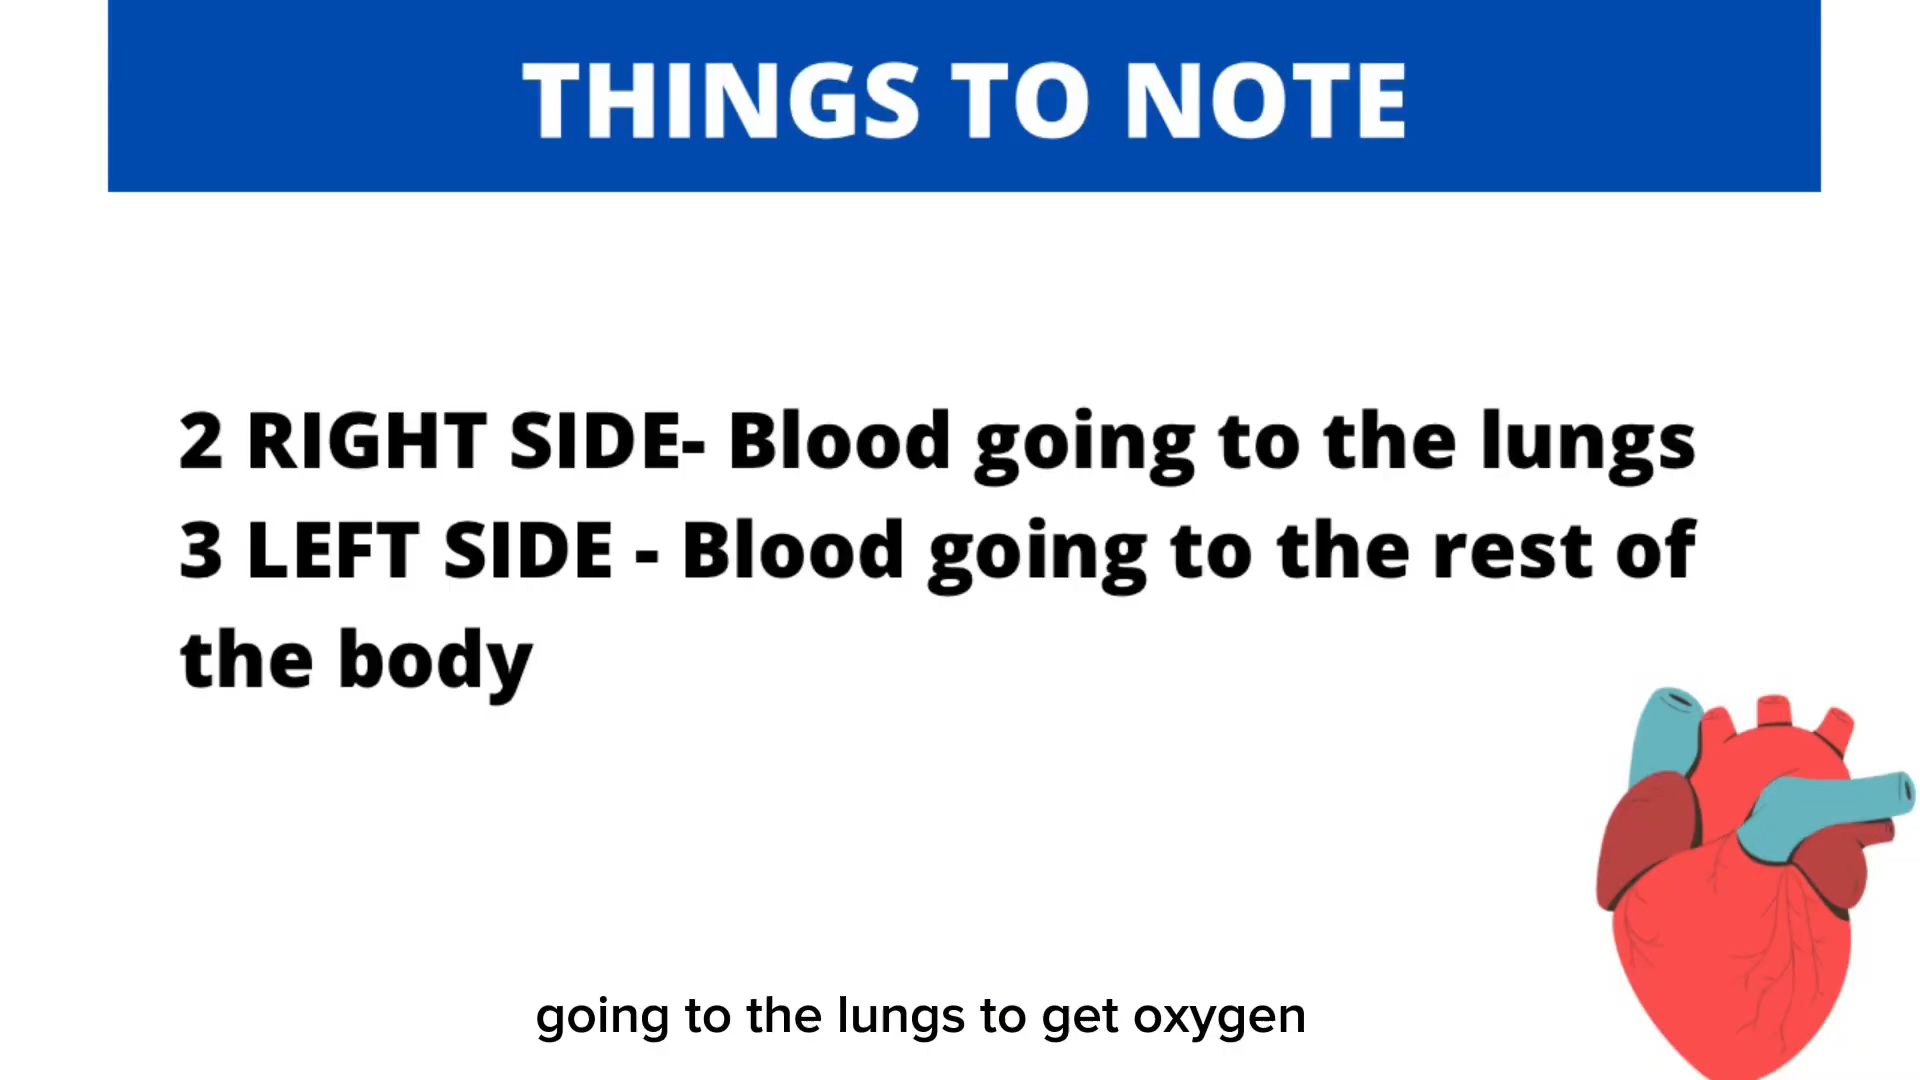 THINGS TO NOTE
2 RIGHT SIDE- Blood going to the lungs
3 LEFT SIDE - Blood going to the rest of
the body
going to the lungs to get oxygen